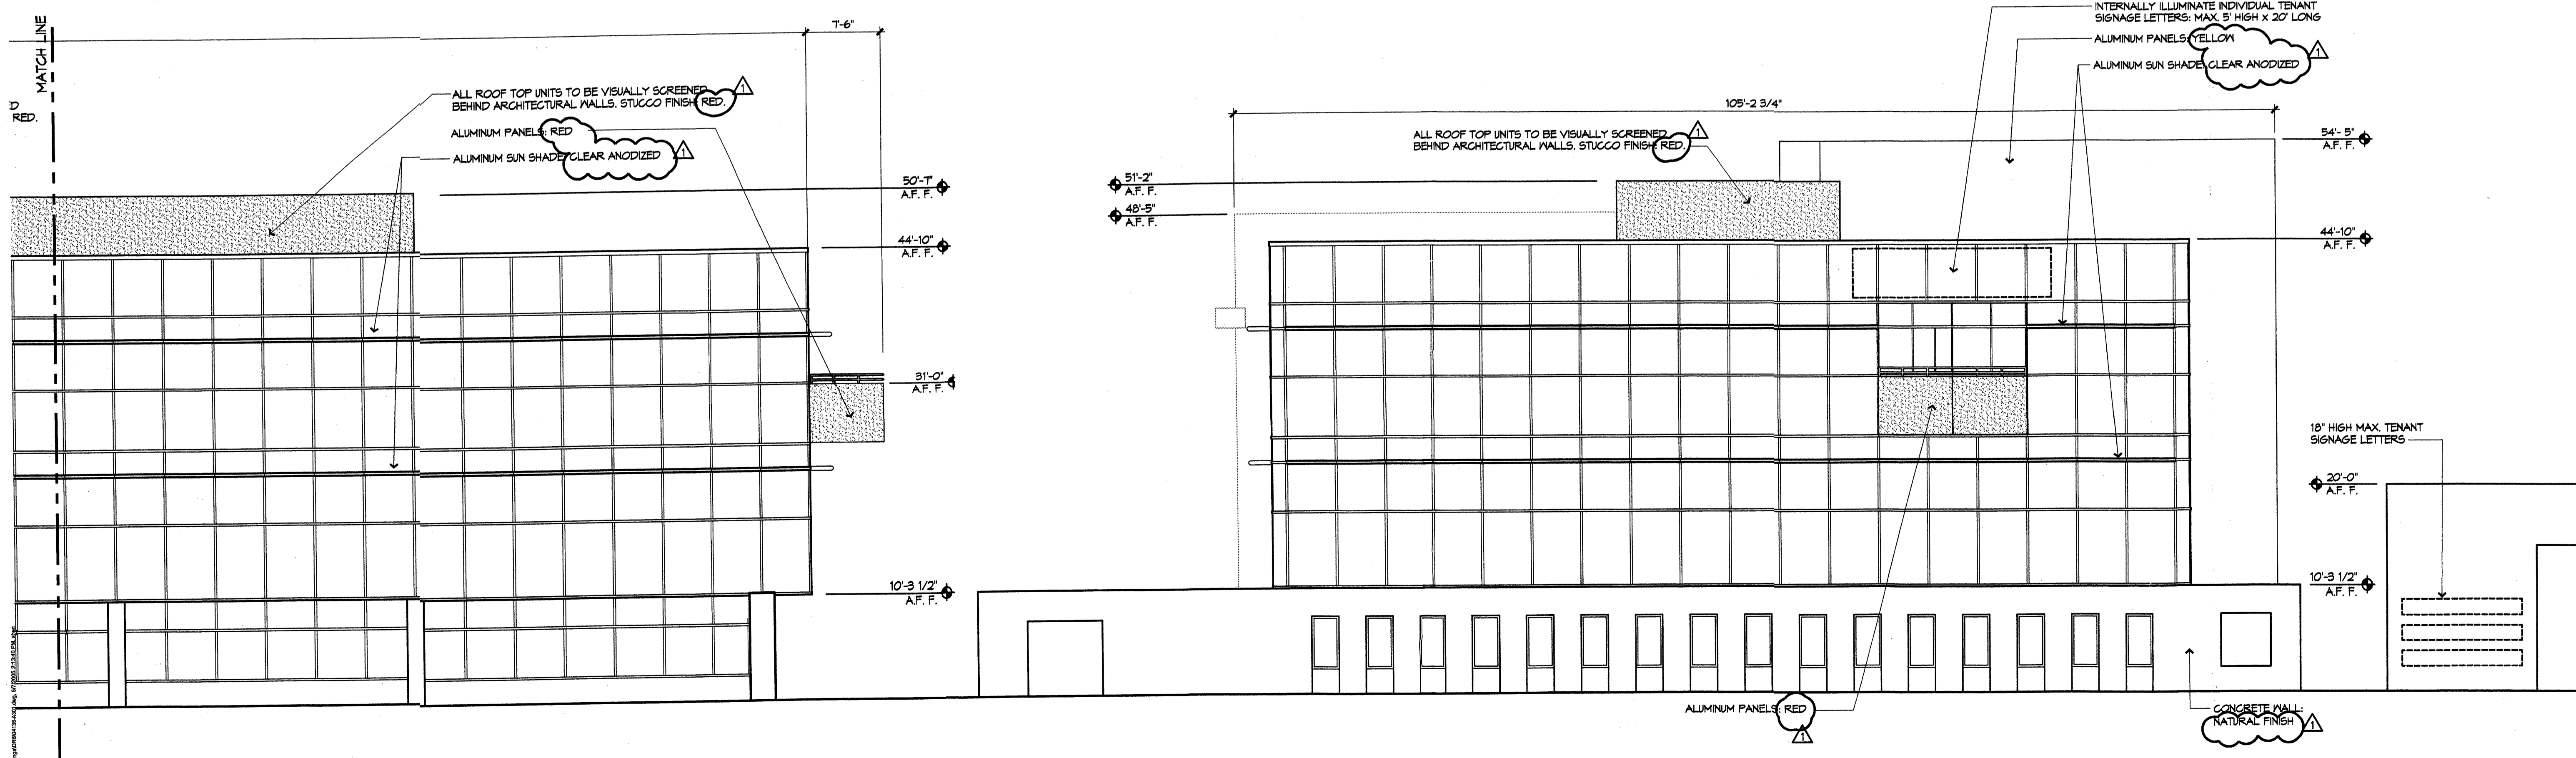 MATCH LINE
D
RED.
7'-6"
ALL ROOF TOP UNITS TO BE VISUALLY SCREENED
BEHIND ARCHITECTURAL WALLS. STUCCO FINISH: RED.
1
ALUMINUM PANELS: RED
ALUMINUM SUN SHADE: CLEAR ANODIZED
1
50'-7"
A.F. F.
44'-10"
A.F. F.
31'-0"
A.F. F.
10'-3 1/2"
A.F. F.
INTERNALLY ILLUMINATE INDIVIDUAL TENANT
SIGNAGE LETTERS: MAX. 5' HIGH x 20' LONG
ALUMINUM PANELS: YELLOW
1
ALUMINUM SUN SHADE: CLEAR ANODIZED
105'-2 3/4"
ALL ROOF TOP UNITS TO BE VISUALLY SCREENED
BEHIND ARCHITECTURAL WALLS. STUCCO FINISH: RED.
1
51'-2"
A.F. F.
48'-5"
A.F. F.
54'- 5"
A.F. F.
44'-10"
A.F. F.
18" HIGH MAX. TENANT
SIGNAGE LETTERS
20'-0"
A.F. F.
10'-3 1/2"
A.F. F.
ALUMINUM PANELS: RED
1
CONCRETE WALL:
NATURAL FINISH
1